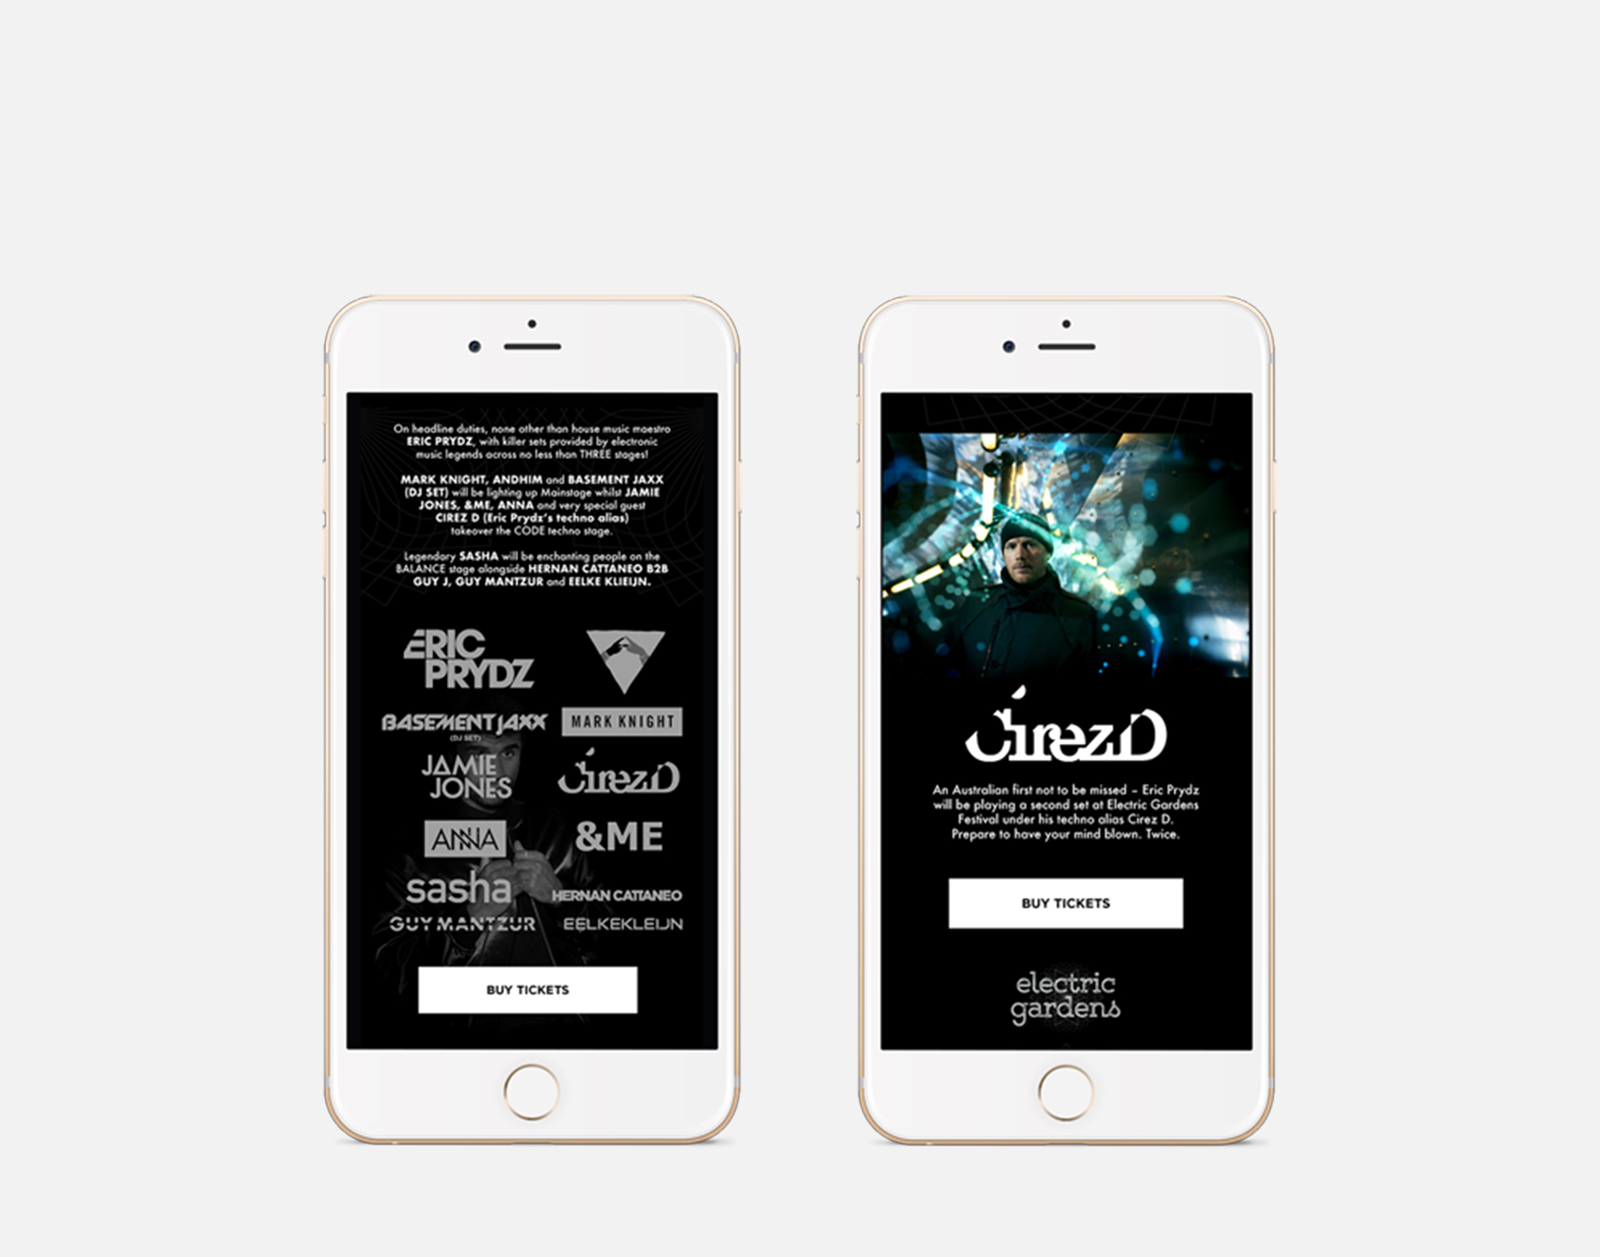 On headline duties, none other than house music maestro
ERIC PRYDZ, with killer sets provided by electronic
music legends across no less than THREE stages!
MARK KNIGHT, ANDHIM and BASEMENT JAXX
(DJ SET) will be lighting up Mainstage whilst JAMIE
JONES, &ME, ANNA and very special guest
CIREZ D (Eric Prydz's techno alias)
takeover the CODE techno stage.
Legendary SASHA will be enchanting people on the
BALANCE stage alongside HERNAN CATTANEO B2B
GUY J, GUY MANTZUR and EELKE KLIEIJN.
ERIC
PRYDZ
BASEMENT JAXX
(DJ SET)
MARK KNIGHT
JAMIE
JONES
Cirez D
ANNA
&ME
sasha
HERNAN CATTANEO
GUY MANTZUR
EELKEKLEIJN
BUY TICKETS
Cirez D
An Australian first not to be missed – Eric Prydz
will be playing a second set at Electric Gardens
Festival under his techno alias Cirez D.
Prepare to have your mind blown. Twice.
BUY TICKETS
electric
gardens